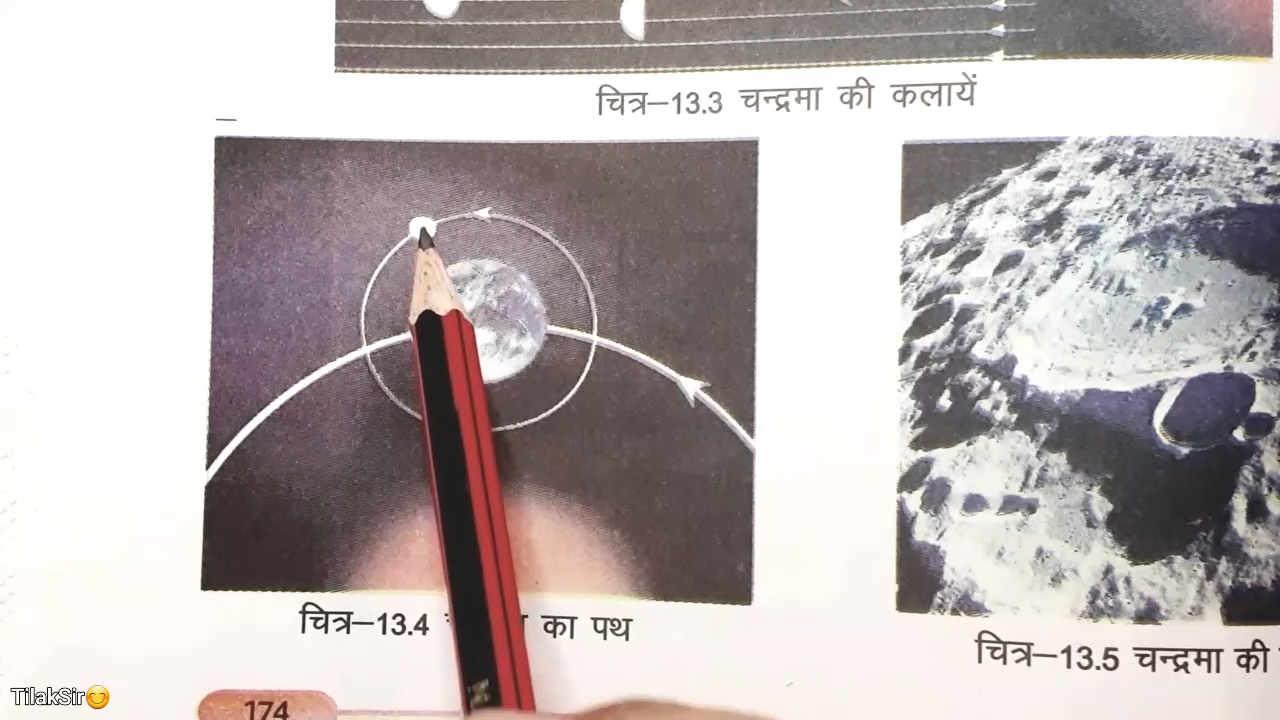 चित्र–13.3 चन्द्रमा की कलायें
चित्र–13.4 का पथ
चित्र–13.5 चन्द्रमा की
174
TilakSir😊